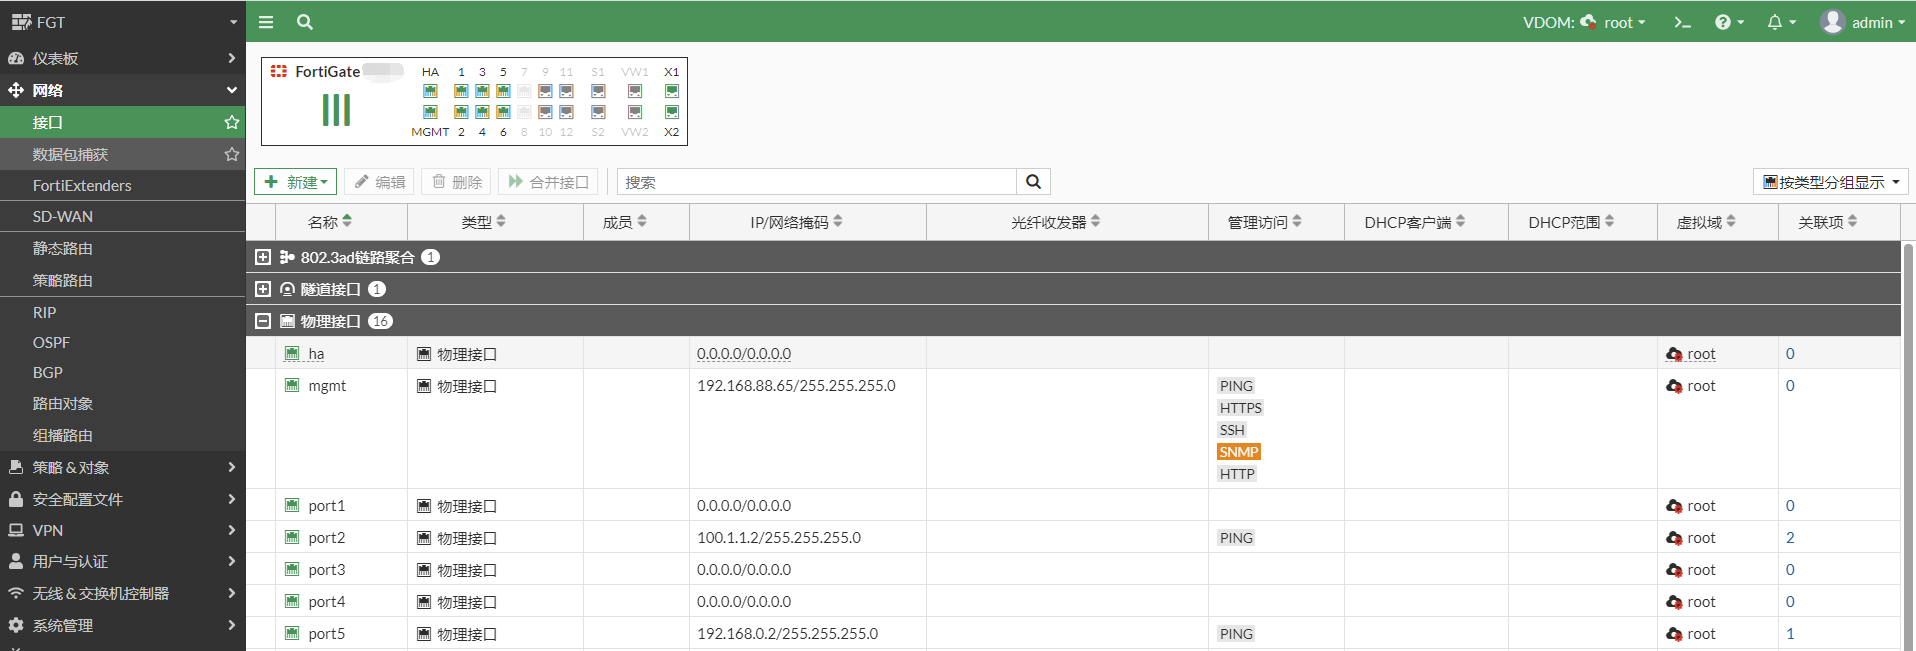 FGT
VDOM: root
admin
仪表板
网络
接口
数据包捕获
FortiExtenders
SD-WAN
静态路由
策略路由
RIP
OSPF
BGP
路由对象
组播路由
策略 & 对象
安全配置文件
VPN
用户与认证
无线 & 交换机控制器
系统管理
FortiGate
HA 1 3 5 7 9 11 S1 VW1 X1
MGMT 2 4 6 8 10 12 S2 VW2 X2
新建 编辑 删除 合并接口 搜索 按类型分组显示
名称 类型 成员 IP/网络掩码 光纤收发器 管理访问 DHCP客户端 DHCP范围 虚拟域 关联项
802.3ad链路聚合 1
隧道接口 1
物理接口 16
ha 物理接口 0.0.0.0/0.0.0.0 root 0
mgmt 物理接口 192.168.88.65/255.255.255.0 PING root 0
HTTPS
SSH
SNMP
HTTP
port1 物理接口 0.0.0.0/0.0.0.0 root 0
port2 物理接口 100.1.1.2/255.255.255.0 PING root 2
port3 物理接口 0.0.0.0/0.0.0.0 root 0
port4 物理接口 0.0.0.0/0.0.0.0 root 0
port5 物理接口 192.168.0.2/255.255.255.0 PING root 1